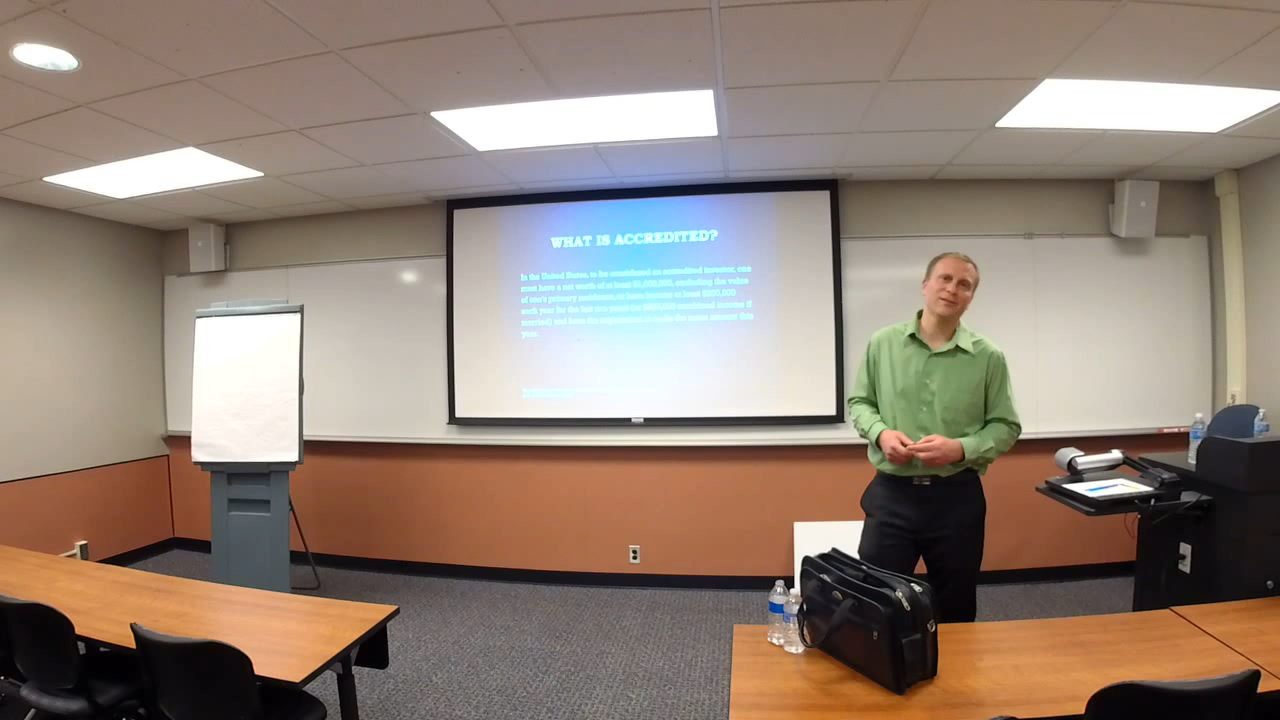 WHAT IS ACCREDITED?
In the United States, to be considered an accredited investor, one
must have a net worth of at least $1,000,000, excluding the value
of one's primary residence, or have income at least $200,000
each year for the last two years (or $300,000 combined income if
married) and have the expectation to make the same amount this
year.